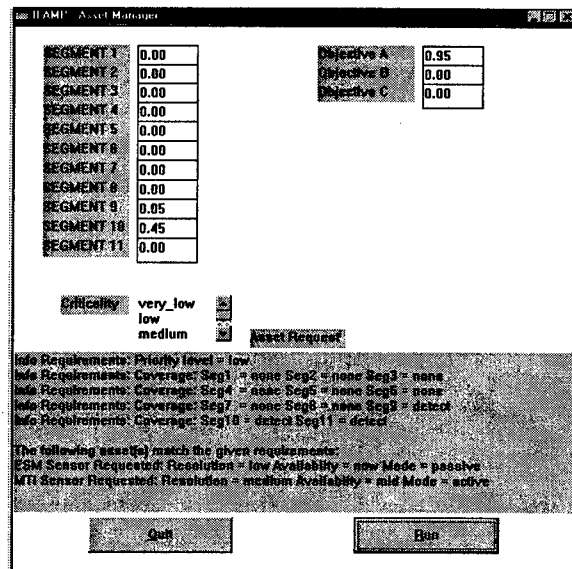 IIAMP - Asset Manager
SEGMENT 1 0.00 Objective A 0.95
SEGMENT 2 0.00 Objective B 0.00
SEGMENT 3 0.00 Objective C 0.00
SEGMENT 4 0.00
SEGMENT 5 0.00
SEGMENT 6 0.00
SEGMENT 7 0.00
SEGMENT 8 0.00
SEGMENT 9 0.05
SEGMENT 10 0.45
SEGMENT 11 0.00
Criticality very_low
low
medium
Asset Request
Info Requirements: Priority level = low
Info Requirements: Coverage: Seg1 = none Seg2 = none Seg3 = none
Info Requirements: Coverage: Seg4 = none Seg5 = none Seg6 = none
Info Requirements: Coverage: Seg7 = none Seg8 = none Seg9 = detect
Info Requirements: Coverage: Seg10 = detect Seg11 = detect
The following asset(s) match the given requirements:
ESM Sensor Requested: Resolution = low Availability = now Mode = passive
MTI Sensor Requested: Resolution = medium Availability = mid Mode = active
Quit Run